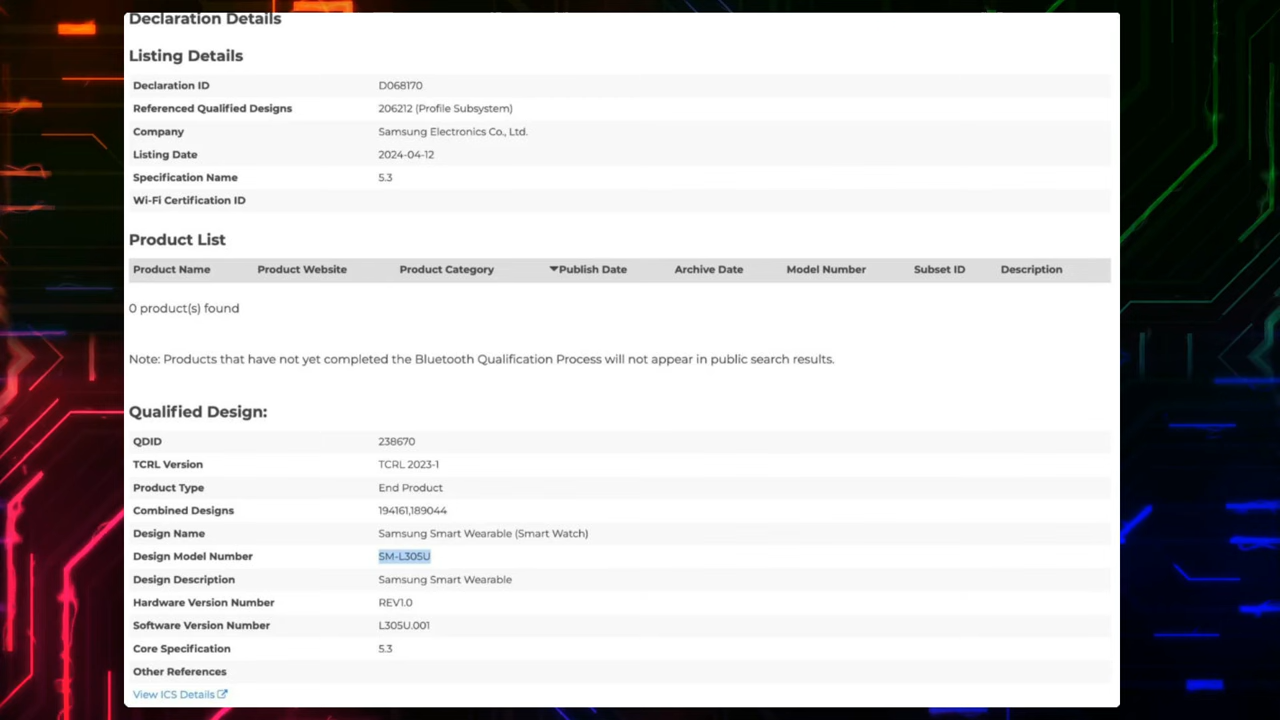 Declaration Details
Listing Details
Declaration ID D068170
Referenced Qualified Designs 206212 (Profile Subsystem)
Company Samsung Electronics Co., Ltd.
Listing Date 2024-04-12
Specification Name 5.3
Wi-Fi Certification ID
Product List
Product Name Product Website Product Category Publish Date Archive Date Model Number Subset ID Description
0 product(s) found
Note: Products that have not yet completed the Bluetooth Qualification Process will not appear in public search results.
Qualified Design:
QDID 238670
TCRL Version TCRL 2023-1
Product Type End Product
Combined Designs 194161,189044
Design Name Samsung Smart Wearable (Smart Watch)
Design Model Number SM-L305U
Design Description Samsung Smart Wearable
Hardware Version Number REV1.0
Software Version Number L305U.001
Core Specification 5.3
Other References
View ICS Details